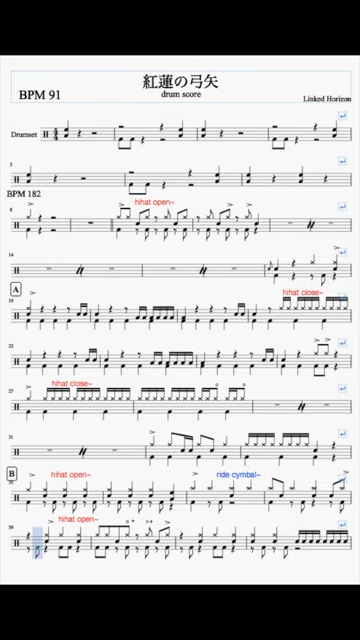 紅蓮の弓矢
drum score
BPM 91
Linked Horizon
Drumset
5
BPM 182
hihat open~
8
14
A
hihat close~
19
23
hihat close~
27
31
B
hihat open~
ride cymbal~
35
hihat open~
39